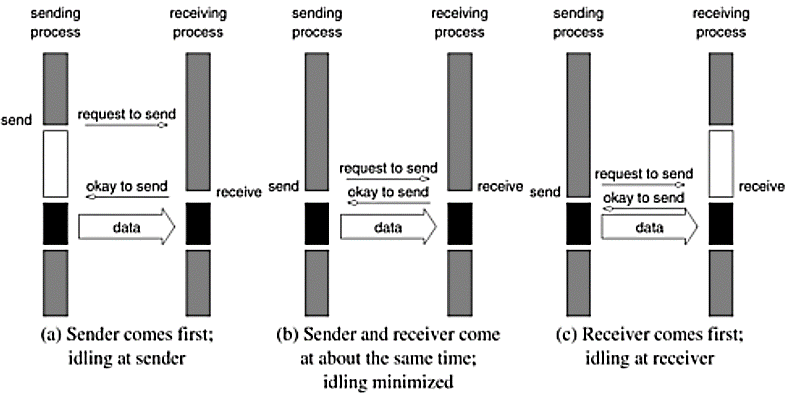 sending
process
receiving
process
send
request to send
okay to send
receive
data
(a) Sender comes first;
idling at sender
sending
process
receiving
process
request to send
send
okay to send
receive
data
(b) Sender and receiver come
at about the same time;
idling minimized
sending
process
receiving
process
request to send
send
okay to send
receive
data
(c) Receiver comes first;
idling at receiver